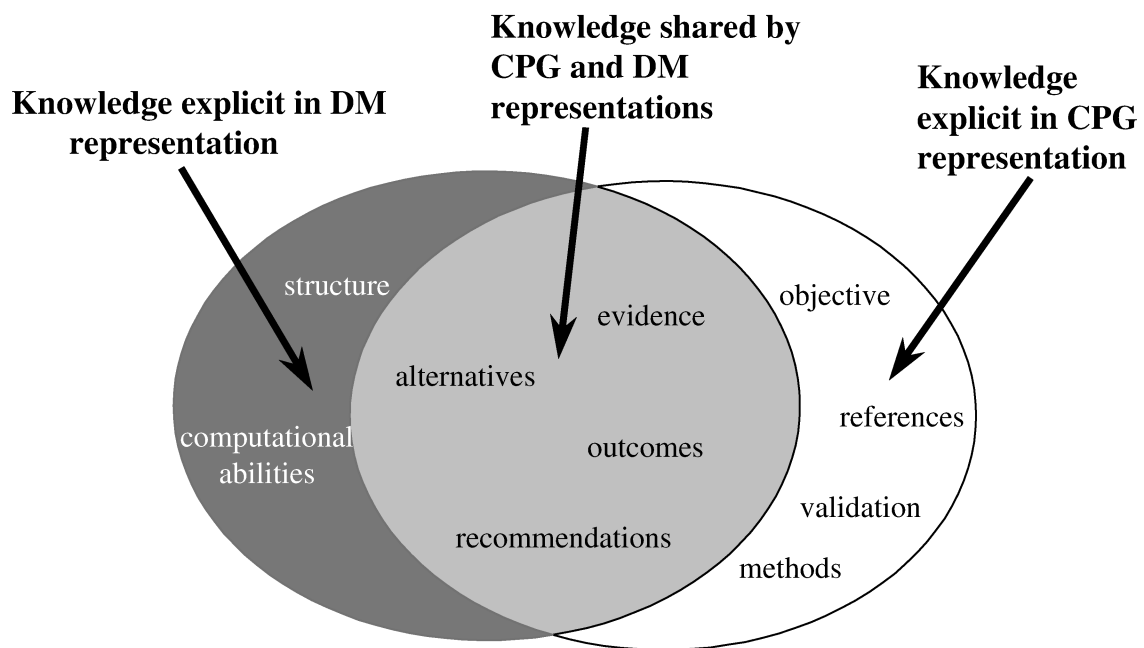 Knowledge shared by
CPG and DM
representations
Knowledge explicit in DM
representation
Knowledge
explicit in CPG
representation
structure
computational
abilities
evidence
alternatives
outcomes
recommendations
objective
references
validation
methods